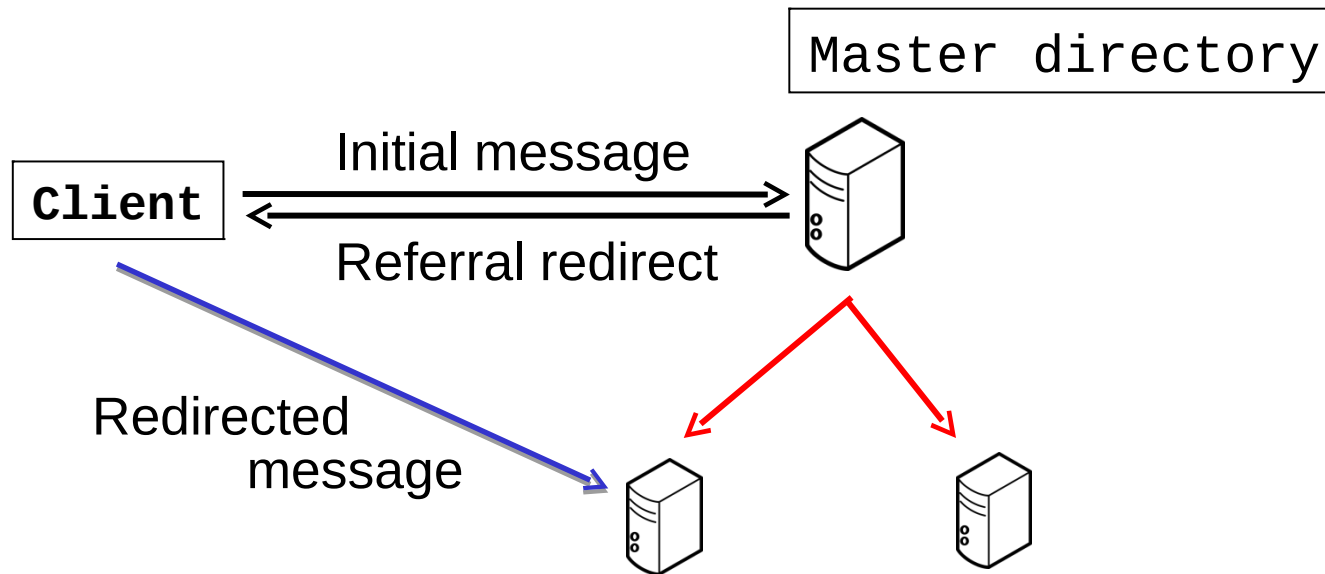 Master directory
Initial message
Client
Referral redirect
Redirected
message